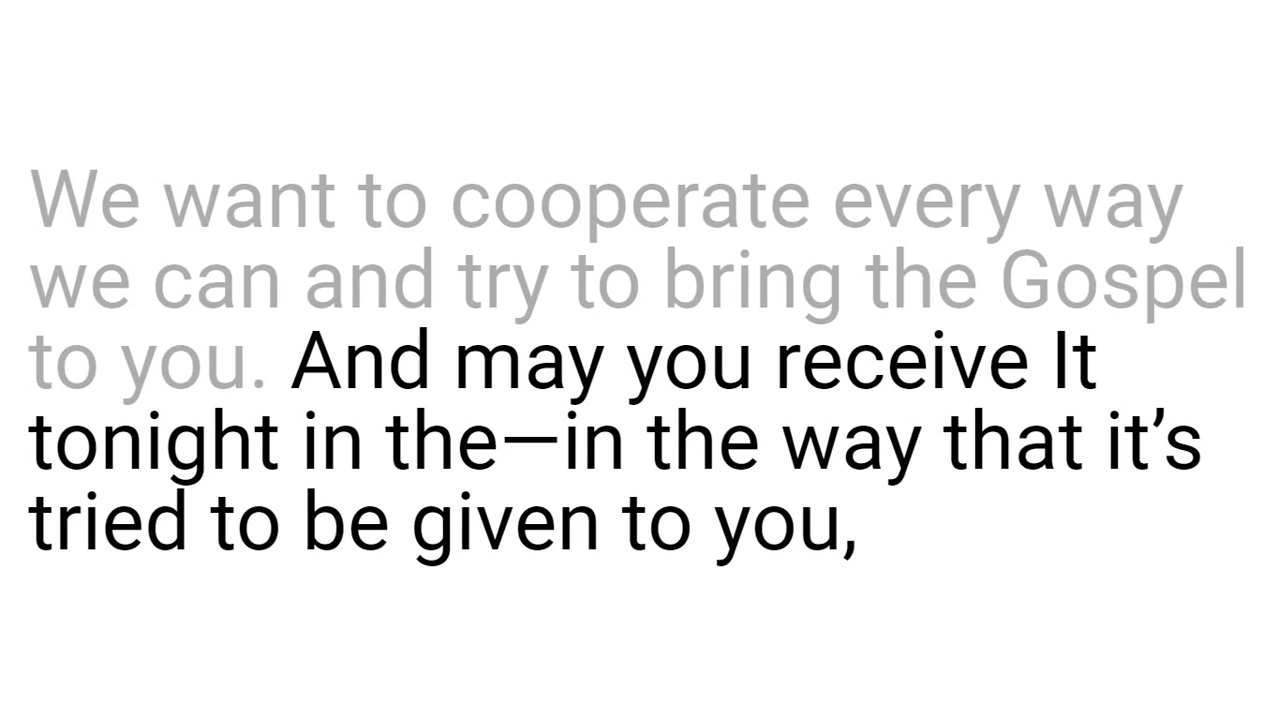 We want to cooperate every way
we can and try to bring the Gospel
to you. And may you receive It
tonight in the—in the way that it’s
tried to be given to you,